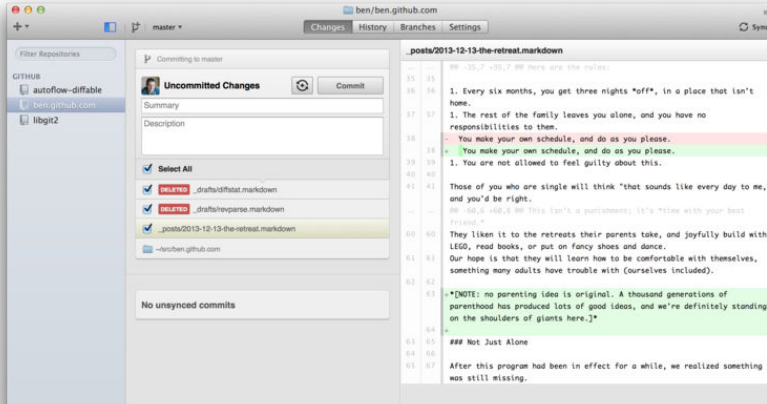 ben/ben.github.com
master
Changes History Branches Settings
Sync
Filter Repositories
GITHUB
autoflow-diffable
ben.github.com
libgit2
Committing to master
Uncommitted Changes
Commit
Summary
Description
Select All
DELETED _drafts/diffstat.markdown
DELETED _drafts/revparse.markdown
_posts/2013-12-13-the-retreat.markdown
~/src/ben.github.com
No unsynced commits
_posts/2013-12-13-the-retreat.markdown
... ... @@ -35,7 +35,7 @@ Here are the rules:
35 35
36 36 1. Every six months, you get three nights *off*, in a place that isn't
home.
37 37 1. The rest of the family leaves you alone, and you have no
responsibilities to them.
38 - You make your own schedule, and do as you please.
38 + You make your own schedule, and do as you please.
39 39 1. You are not allowed to feel guilty about this.
40 40
41 41 Those of you who are single will think "that sounds like every day to me,
and you'd be right.
... ... @@ -60,6 +60,8 @@ This isn't a punishment; it's *time with your best
friend.*
60 60 They liken it to the retreats their parents take, and joyfully build with
LEGO, read books, or put on fancy shoes and dance.
61 61 Our hope is that they will learn how to be comfortable with themselves,
something many adults have trouble with (ourselves included).
62 62
63 +*[NOTE: no parenting idea is original. A thousand generations of
parenthood has produced lots of good ideas, and we're definitely standing
on the shoulders of giants here.]*
64 +
63 65 ### Not Just Alone
64 66
65 67 After this program had been in effect for a while, we realized something
was still missing.